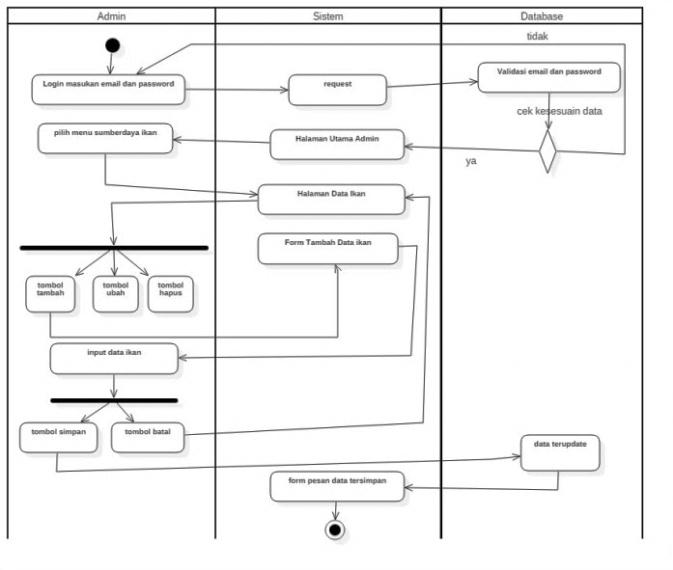 Admin
Sistem
Database
tidak
Login masukan email dan password
request
Validasi email dan password
cek kesesuain data
pilih menu sumberdaya ikan
Halaman Utama Admin
ya
Halaman Data Ikan
Form Tambah Data ikan
tombol
tambah
tombol
ubah
tombol
hapus
input data ikan
tombol simpan
tombol batal
data terupdate
form pesan data tersimpan